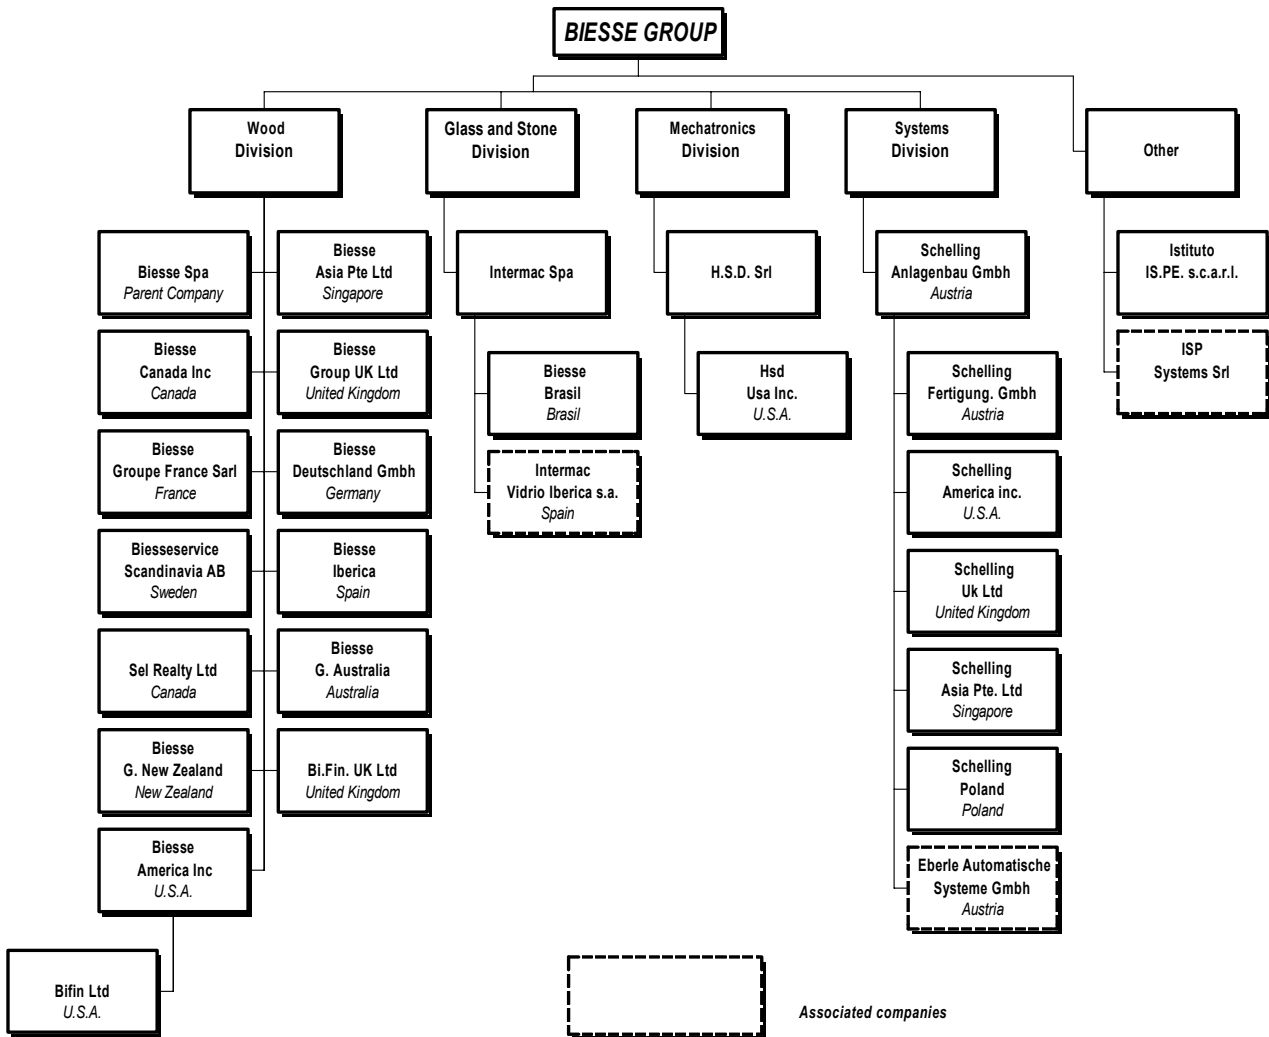 BIESSE GROUP
Wood
Division
Glass and Stone
Division
Mechatronics
Division
Systems
Division
Other
Biesse Spa
Parent Company
Biesse
Asia Pte Ltd
Singapore
Intermac Spa
H.S.D. Srl
Schelling
Anlagenbau Gmbh
Austria
Istituto
IS.PE. s.c.a.r.l.
Biesse
Canada Inc
Canada
Biesse
Group UK Ltd
United Kingdom
Biesse
Brasil
Brasil
Hsd
Usa Inc.
U.S.A.
Schelling
Fertigung. Gmbh
Austria
ISP
Systems Srl
Biesse
Groupe France Sarl
France
Biesse
Deutschland Gmbh
Germany
Intermac
Vidrio Iberica s.a.
Spain
Schelling
America inc.
U.S.A.
Biesseservice
Scandinavia AB
Sweden
Biesse
Iberica
Spain
Schelling
Uk Ltd
United Kingdom
Sel Realty Ltd
Canada
Biesse
G. Australia
Australia
Schelling
Asia Pte. Ltd
Singapore
Biesse
G. New Zealand
New Zealand
Bi.Fin. UK Ltd
United Kingdom
Schelling
Poland
Poland
Biesse
America Inc
U.S.A.
Eberle Automatische
Systeme Gmbh
Austria
Bifin Ltd
U.S.A.
Associated companies